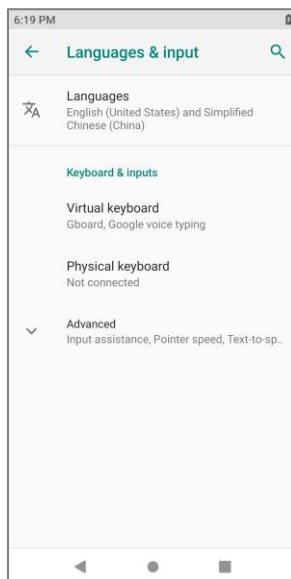 6:19 PM
Languages & input
Languages
English (United States) and Simplified
Chinese (China)
Keyboard & inputs
Virtual keyboard
Gboard, Google voice typing
Physical keyboard
Not connected
Advanced
Input assistance, Pointer speed, Text-to-sp..